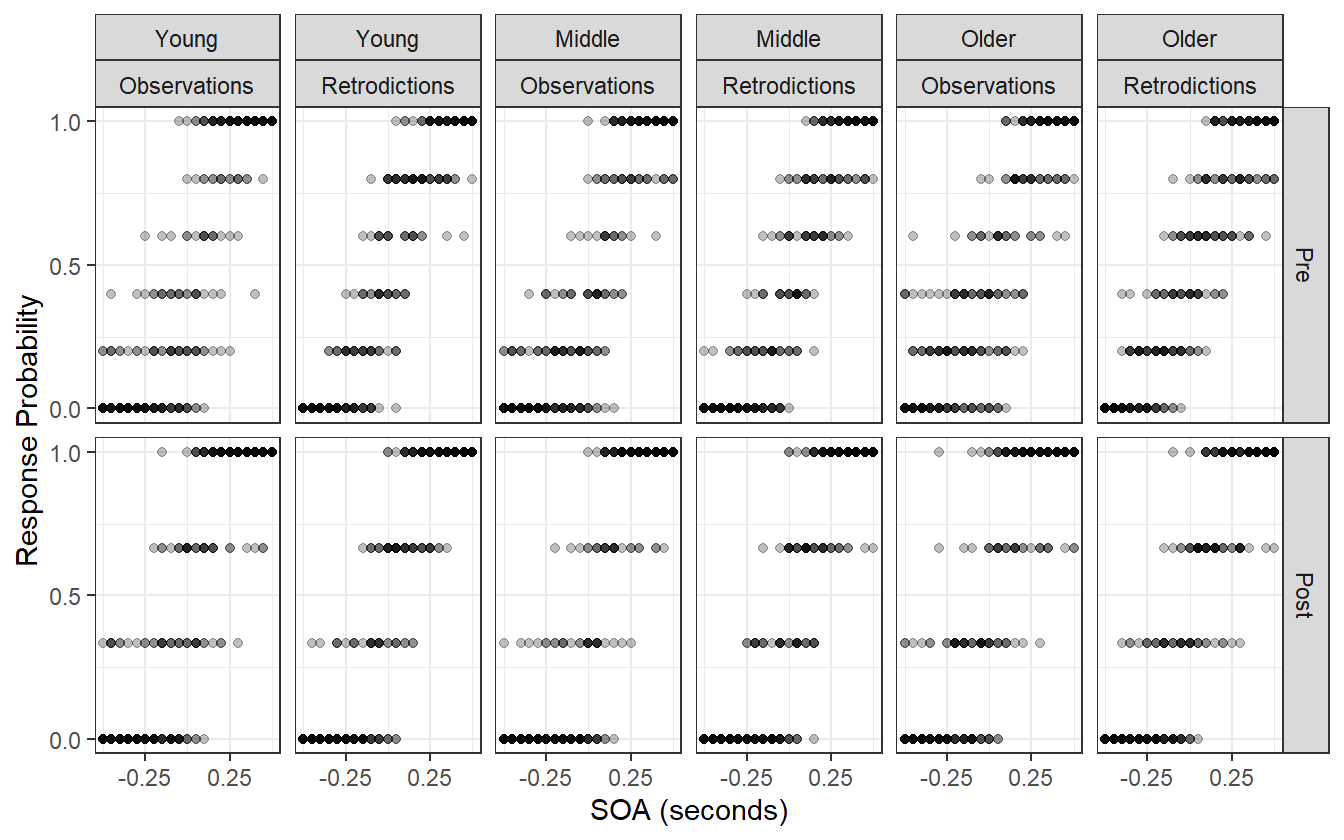 Young Young Middle Middle Older Older
Observations Retrodictions Observations Retrodictions Observations Retrodictions
1.0
0.5
0.0
Pre
1.0
0.5
0.0
Post
Response Probability
-0.25 0.25 -0.25 0.25 -0.25 0.25 -0.25 0.25 -0.25 0.25 -0.25 0.25
SOA (seconds)